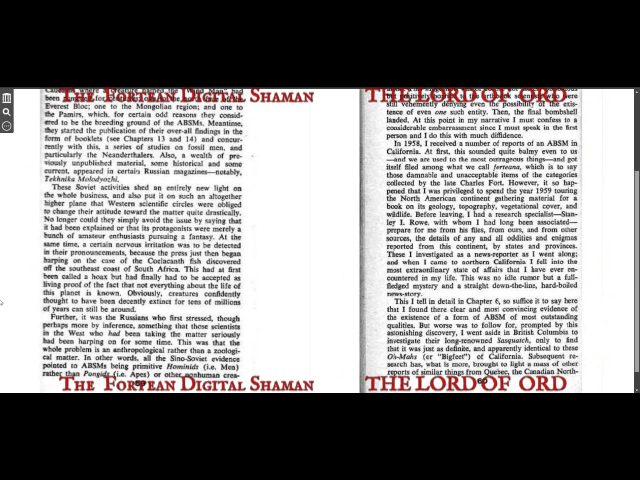 THE FORTEAN DIGITAL SHAMAN
Everest Bloc; one to the Mongolian region; and one to
the Pamirs, which, for certain odd reasons they consid-
ered to be the breeding ground of the ABSMs. Meantime,
they started the publication of their over-all findings in the
form of booklets (see Chapters 13 and 14) and concur-
rently with this, a series of studies on fossil men, and
particularly the Neanderthalers. Also, a wealth of pre-
viously unpublished material, some historical and some
current, appeared in certain Russian magazines—notably,
Tekhnika Molodyozhi.
These Soviet activities shed an entirely new light on
the whole business, and also put it on such an altogether
higher plane that Western scientific circles were obliged
to change their attitude toward the matter quite drastically.
No longer could they simply avoid the issue by saying that
it had been explained or that its protagonists were merely a
bunch of amateur enthusiasts pursuing a fantasy. At the
same time, a certain nervous irritation was to be detected
in their pronouncements, because the press just then began
harping on the case of the Coelacanth fish discovered
off the southeast coast of South Africa. This had at first
been called a hoax but had finally had to be accepted as
living proof of the fact that not everything about the life of
this planet is known. Obviously, creatures confidently
thought to have been decently extinct for tens of millions
of years can still be around.
Further, it was the Russians who first stressed, though
perhaps more by inference, something that those scientists
in the West who had been taking the matter seriously
had been harping on for some time. This was that the
whole problem is an anthropological rather than a zoologi-
cal matter. In other words, all the Sino-Soviet evidence
pointed to ABSMs being primitive Hominids (i.e. Men)
rather than Pongids (i.e. Apes) or other nonhuman crea-
THE FORTEAN DIGITAL SHAMAN
THE LORD OF ORD
still vehemently denying even the possibility of the exis-
tence of even one such entity. Then, the final bombshell
landed. At this point in my narrative I must confess to a
considerable embarrassment since I must speak in the first
person and I do this with much diffidence.
In 1958, I received a number of reports of an ABSM in
California. At first, this sounded quite balmy even to us
—and we are used to the most outrageous things—and got
itself filed among what we call forteana, which is to say
those damnable and unacceptable items of the categories
collected by the late Charles Fort. However, it so hap-
pened that I was privileged to spend the year 1959 touring
the North American continent gathering material for a
book on its geology, topography, vegetational cover, and
wildlife. Before leaving, I had a research specialist—Stan-
ley I. Rowe, with whom I had long been associated—
prepare for me from his files, from ours, and from other
sources, the details of any and all oddities and enigmas
reported from this continent, by states and provinces.
These I investigated as a news-reporter as I went along;
and when I came to northern California I fell into the
most extraordinary state of affairs that I have ever en-
countered in my life. This was no idle rumor but a full-
fledged mystery and a straight down-the-line, hard-boiled
news-story.
This I tell in detail in Chapter 6, so suffice it to say here
that I found there clear and most convincing evidence of
the existence of a form of ABSM of most outstanding
qualities. But worse was to follow for, prompted by this
astonishing discovery, I went aside in British Columbia to
investigate their long-renowned Sasquatch, only to find
that it was just as definite, and apparently identical to these
Oh-Mahs (or "Bigfeet") of California. Subsequent re-
search has, what is more, brought to light a mass of other
reports of similar things from Quebec, the Canadian North-
THE LORD OF ORD